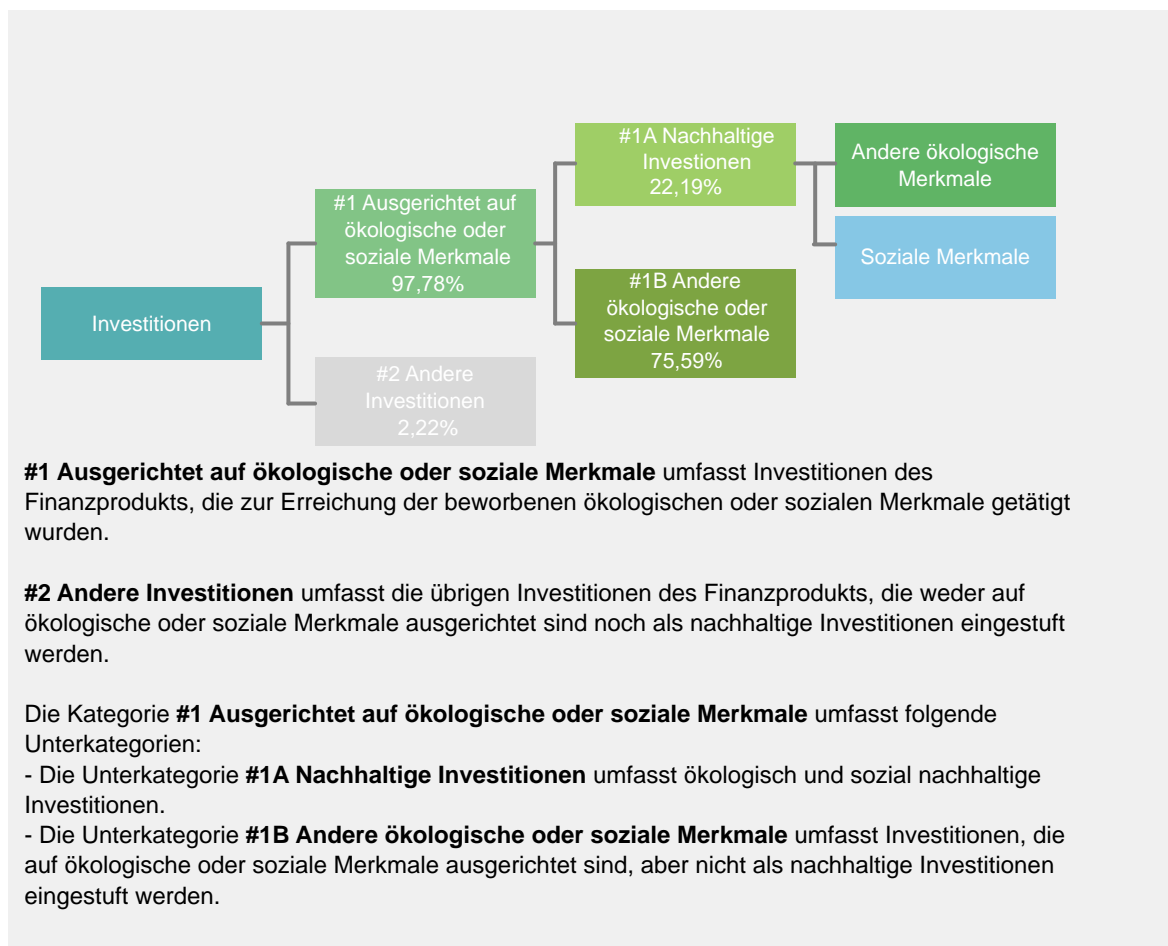 #1A Nachhaltige
Investionen
22,19%
Andere ökologische
Merkmale
#1 Ausgerichtet auf
ökologische oder
soziale Merkmale
97,78%
Soziale Merkmale
#1B Andere
ökologische oder
soziale Merkmale
75,59%
Investitionen
#2 Andere
Investitionen
2,22%
#1 Ausgerichtet auf ökologische oder soziale Merkmale umfasst Investitionen des
Finanzprodukts, die zur Erreichung der beworbenen ökologischen oder sozialen Merkmale getätigt
wurden.
#2 Andere Investitionen umfasst die übrigen Investitionen des Finanzprodukts, die weder auf
ökologische oder soziale Merkmale ausgerichtet sind noch als nachhaltige Investitionen eingestuft
werden.
Die Kategorie #1 Ausgerichtet auf ökologische oder soziale Merkmale umfasst folgende
Unterkategorien:
- Die Unterkategorie #1A Nachhaltige Investitionen umfasst ökologisch und sozial nachhaltige
Investitionen.
- Die Unterkategorie #1B Andere ökologische oder soziale Merkmale umfasst Investitionen, die
auf ökologische oder soziale Merkmale ausgerichtet sind, aber nicht als nachhaltige Investitionen
eingestuft werden.